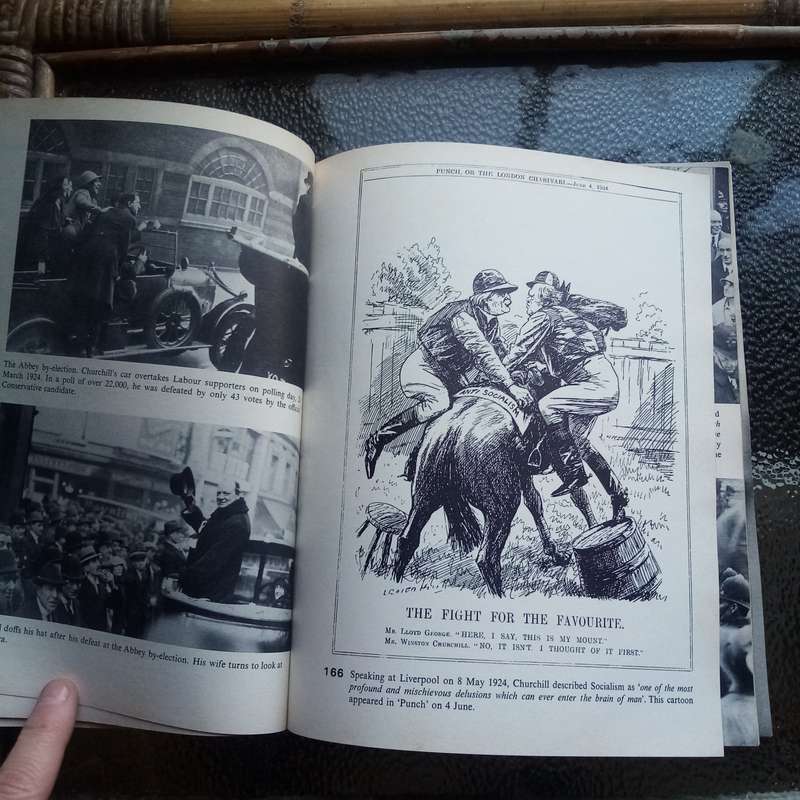 The Abbey by-election. Churchill's car overtakes Labour supporters on polling day,
March 1924. In a poll of over 22,000, he was defeated by only 43 votes by the official
Conservative candidate.
doffs his hat after his defeat at the Abbey by-election. His wife turns to look at
PUNCH, OR THE LONDON CHARIVARI.—June 4, 1924
ANTI SOCIALISM
THE FIGHT FOR THE FAVOURITE.
Mr. Lloyd George. "HERE, I SAY, THIS IS MY MOUNT."
Mr. Winston Churchill. "NO, IT ISN'T. I THOUGHT OF IT FIRST."
166 Speaking at Liverpool on 8 May 1924, Churchill described Socialism as 'one of the most
profound and mischievous delusions which can ever enter the brain of man'. This cartoon
appeared in 'Punch' on 4 June.